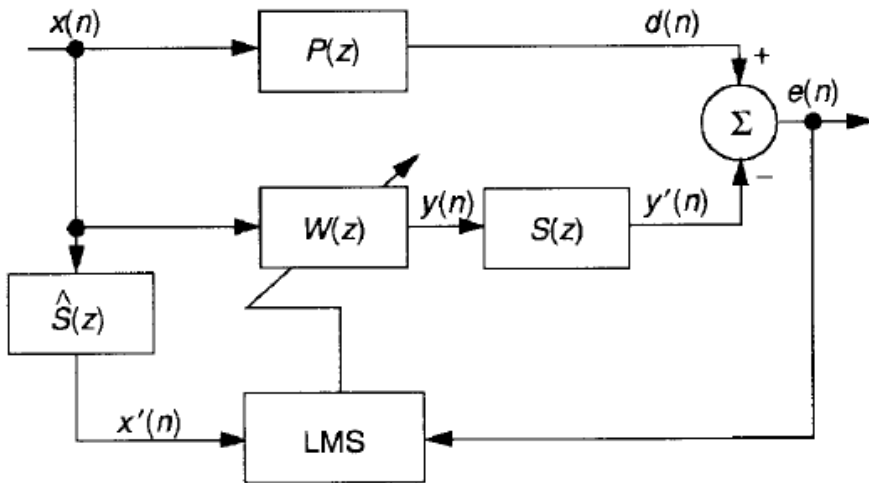 x(n)
P(z)
d(n)
+
Σ
e(n)
−
W(z)
y(n)
S(z)
y'(n)
Ŝ(z)
x'(n)
LMS